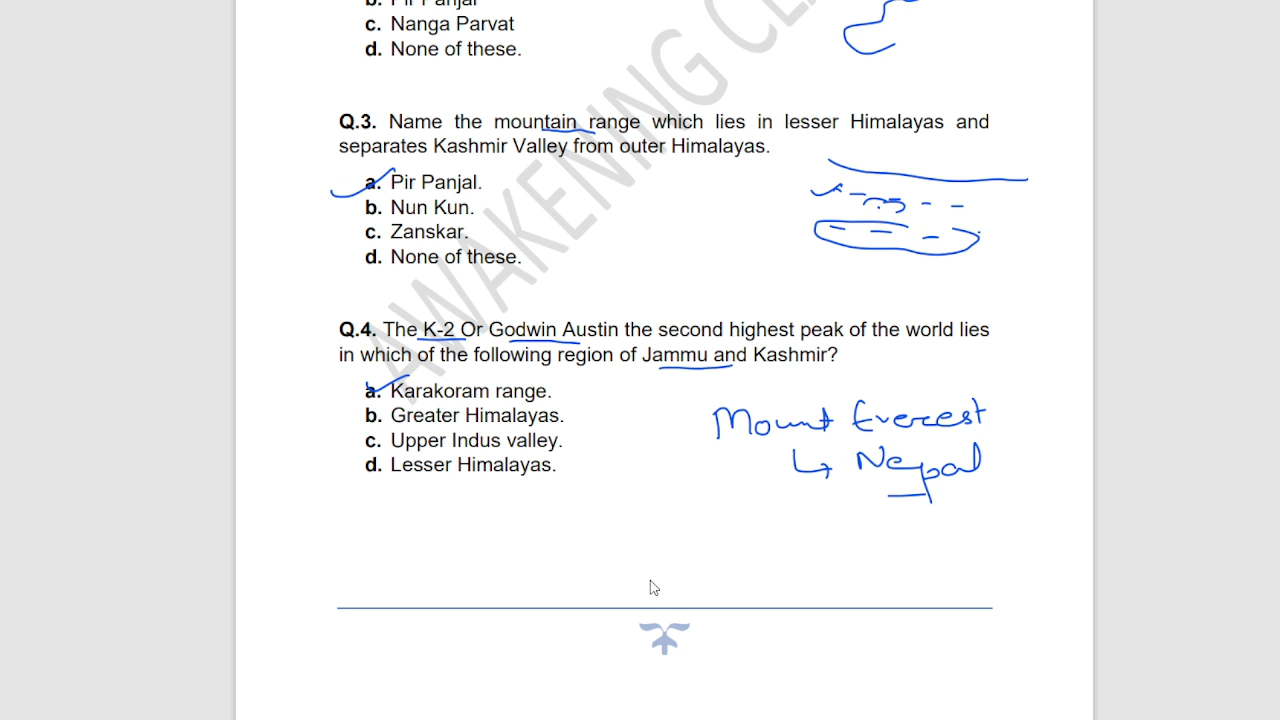 b. Pir Panjal
c. Nanga Parvat
d. None of these.
Q.3. Name the mountain range which lies in lesser Himalayas and
separates Kashmir Valley from outer Himalayas.
a. Pir Panjal.
b. Nun Kun.
c. Zanskar.
d. None of these.
Q.4. The K-2 Or Godwin Austin the second highest peak of the world lies
in which of the following region of Jammu and Kashmir?
a. Karakoram range.
b. Greater Himalayas.
c. Upper Indus valley.
d. Lesser Himalayas.
Mount Everest
↳ Nepal
AWAKENING